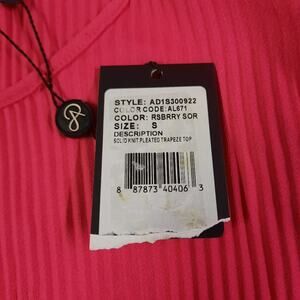 STYLE: AD1S300922
COLOR CODE:AL671
COLOR: RSBRRY SOR
SIZE: S
DESCRIPTION
SOLID KNIT PLEATED TRAPEZE TOP
8 87873 40406 3